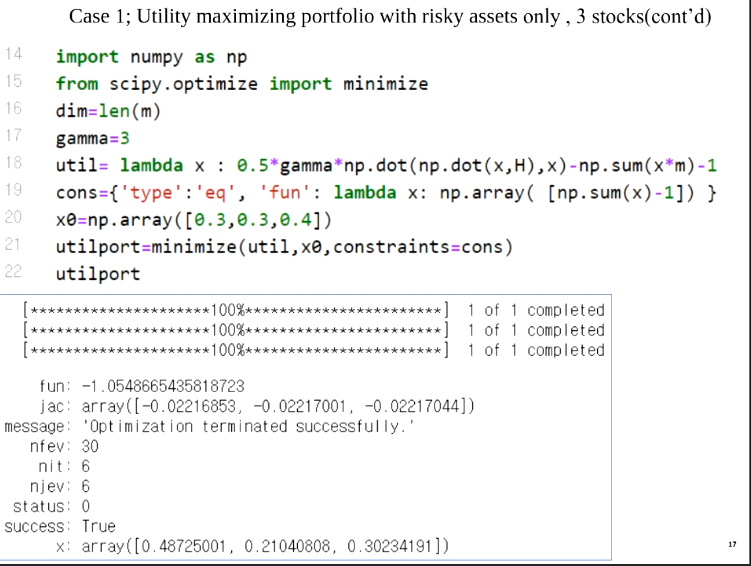 Case 1; Utility maximizing portfolio with risky assets only , 3 stocks(cont’d)
14 import numpy as np
15 from scipy.optimize import minimize
16 dim=len(m)
17 gamma=3
18 util= lambda x : 0.5*gamma*np.dot(np.dot(x,H),x)-np.sum(x*m)-1
19 cons={'type':'eq', 'fun': lambda x: np.array( [np.sum(x)-1]) }
20 x0=np.array([0.3,0.3,0.4])
21 utilport=minimize(util,x0,constraints=cons)
22 utilport
[*********************100%***********************] 1 of 1 completed
[*********************100%***********************] 1 of 1 completed
[*********************100%***********************] 1 of 1 completed
fun: -1.0548665435818723
jac: array([-0.02216853, -0.02217001, -0.02217044])
message: 'Optimization terminated successfully.'
nfev: 30
nit: 6
njev: 6
status: 0
success: True
x: array([0.48725001, 0.21040808, 0.30234191])
17